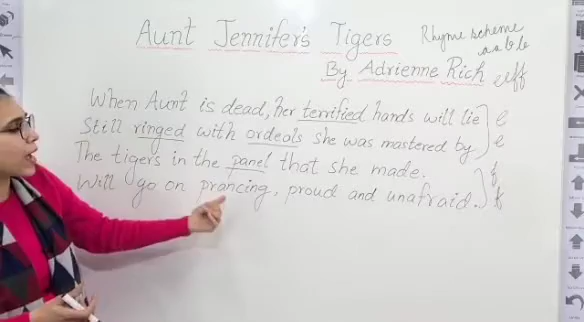 Aunt Jennifer's Tigers
Rhyme scheme
aabb
By Adrienne Rich
eeff
When Aunt is dead, her terrified hands will lie e
Still ringed with ordeals she was mastered by e
The tigers in the panel that she made. f
Will go on prancing, proud and unafraid. f